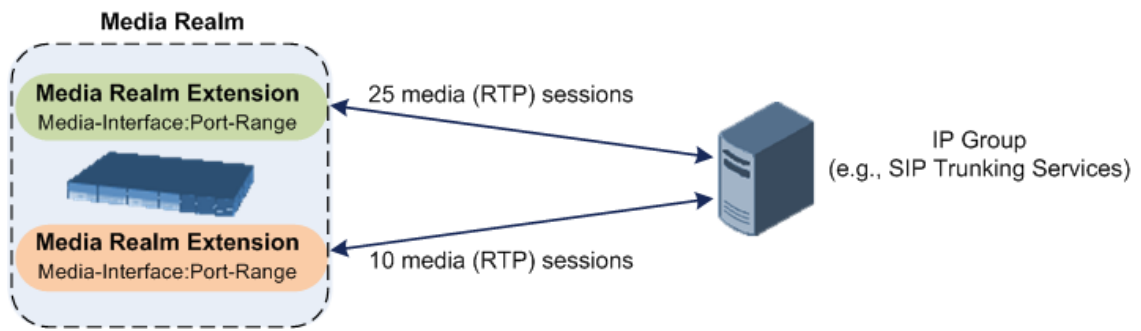 Media Realm
Media Realm Extension
Media-Interface:Port-Range
25 media (RTP) sessions
IP Group
(e.g., SIP Trunking Services)
Media Realm Extension
Media-Interface:Port-Range
10 media (RTP) sessions